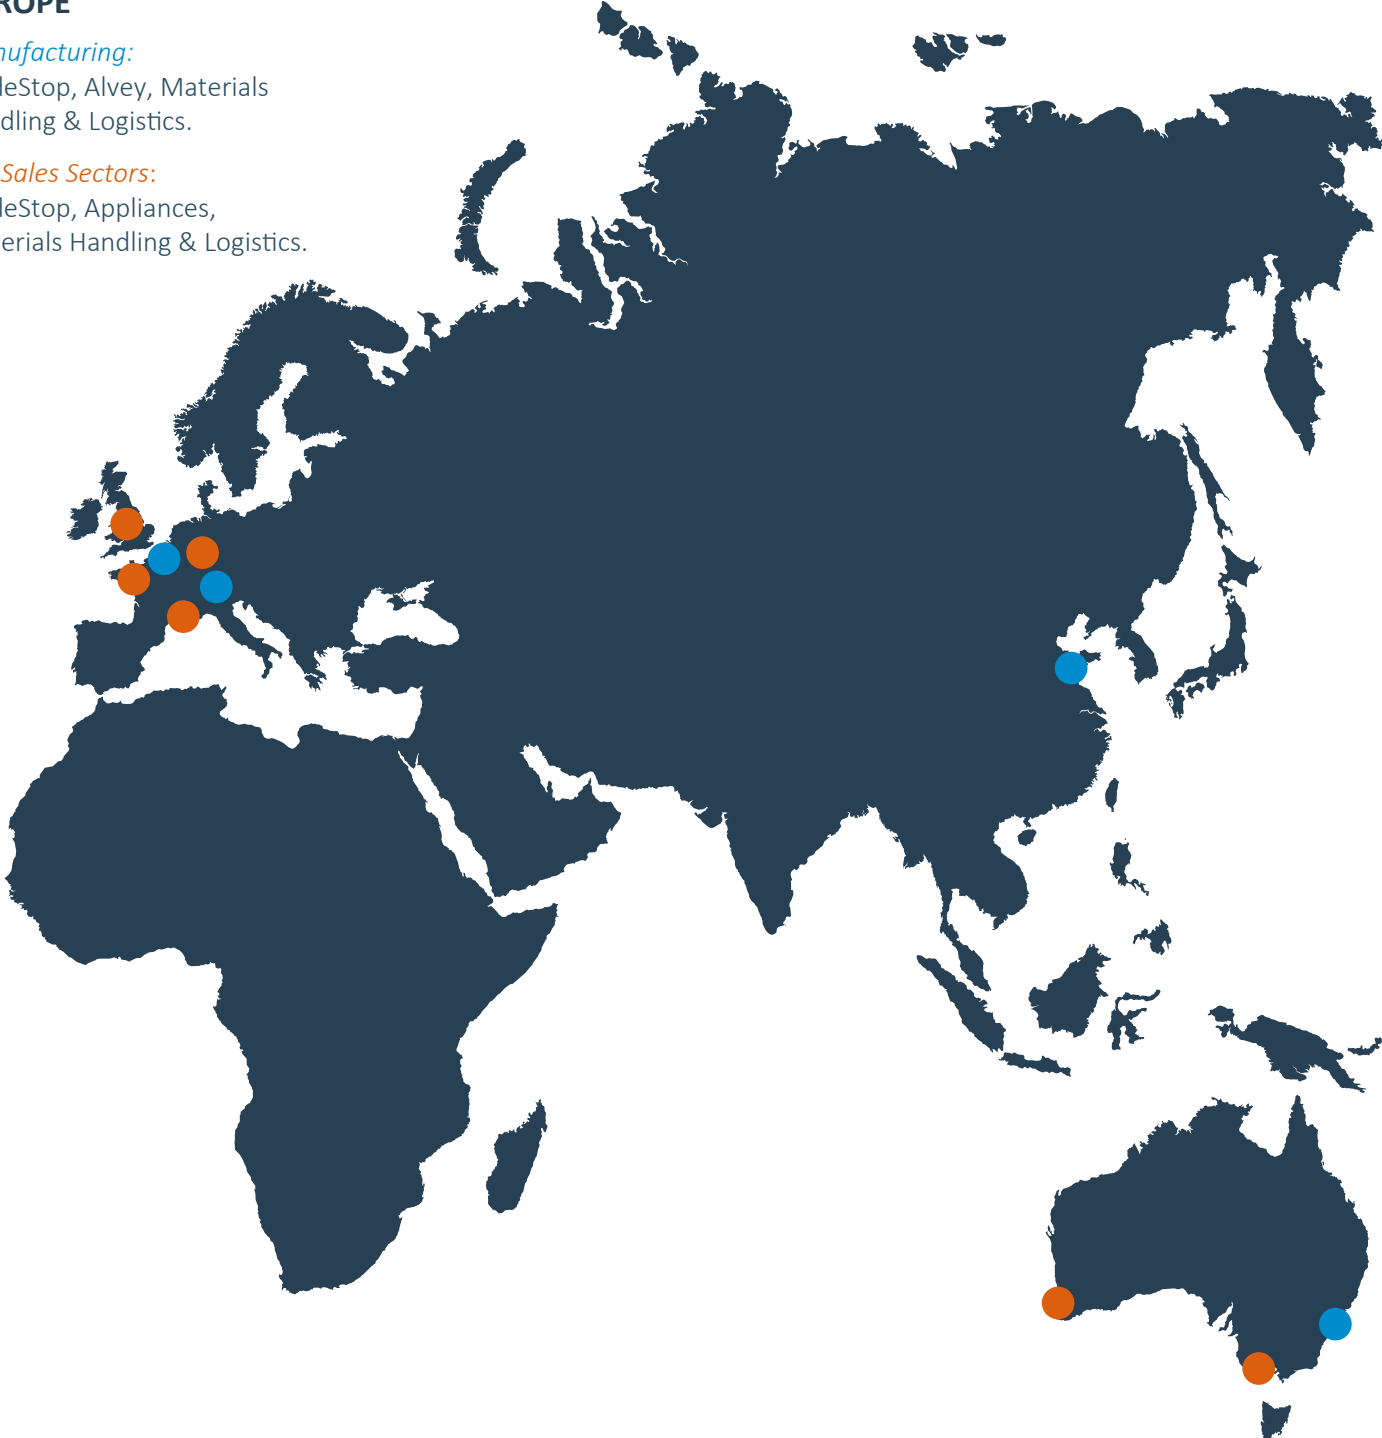 ROPE
nufacturing:
leStop, Alvey, Materials
dling & Logistics.
Sales Sectors:
leStop, Appliances,
erials Handling & Logistics.